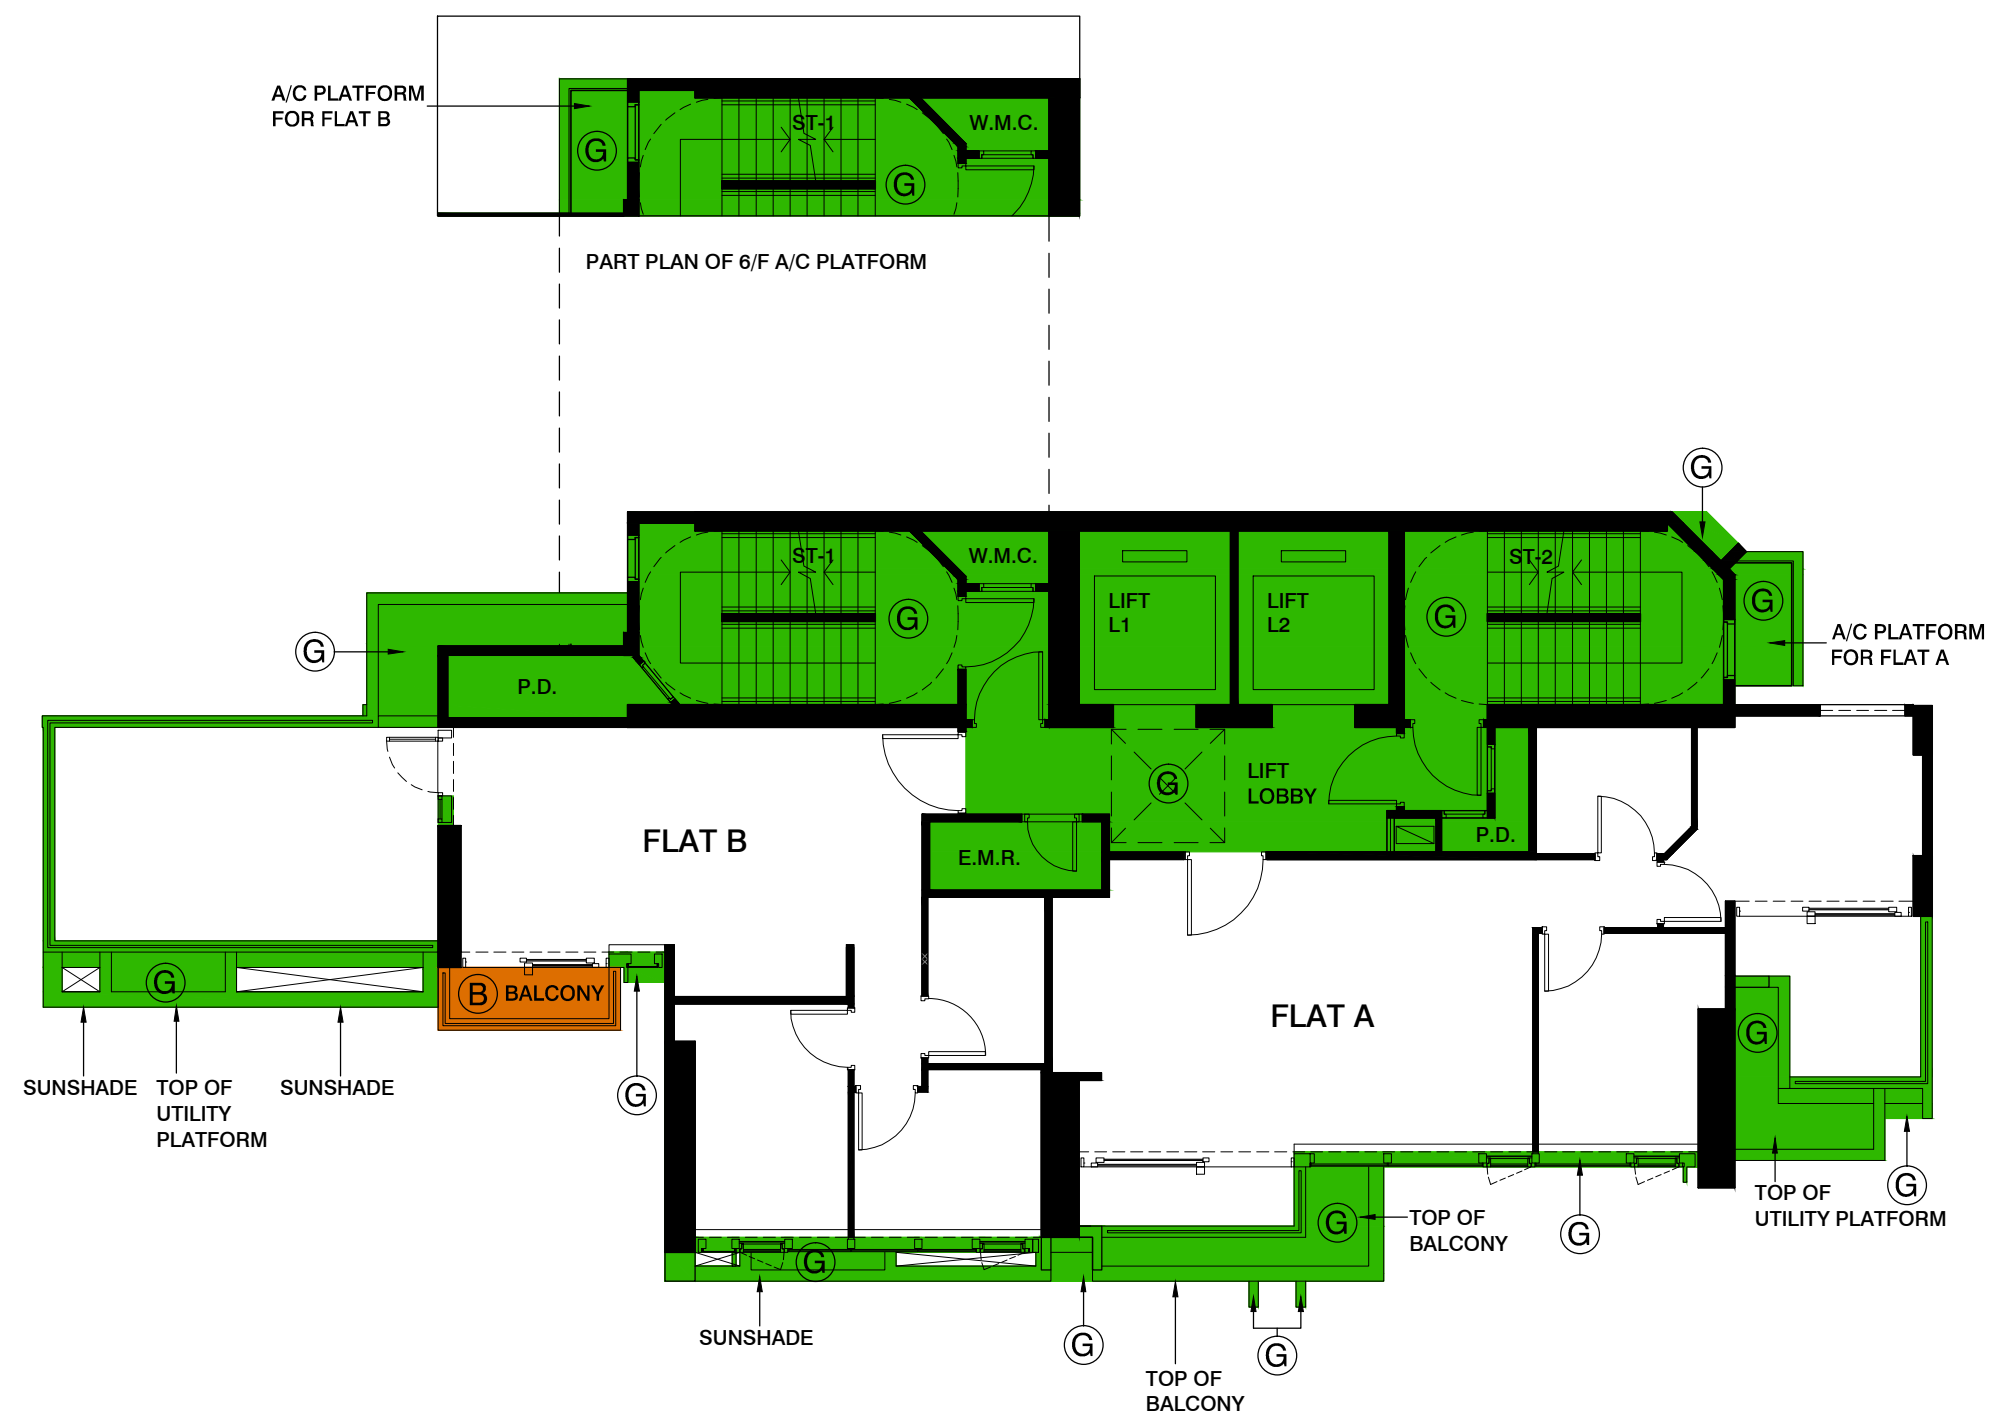 A/C PLATFORM
FOR FLAT B
G
ST-1
W.M.C.
G
PART PLAN OF 6/F A/C PLATFORM
G
ST-1
W.M.C.
ST-2
G
LIFT
L1
LIFT
L2
G
G
G
A/C PLATFORM
FOR FLAT A
G
P.D.
LIFT
LOBBY
G
FLAT B
P.D.
E.M.R.
G
B BALCONY
FLAT A
G
SUNSHADE
TOP OF
UTILITY
PLATFORM
SUNSHADE
G
G
TOP OF
UTILITY PLATFORM
G
TOP OF
BALCONY
G
G
SUNSHADE
G
G
TOP OF
BALCONY